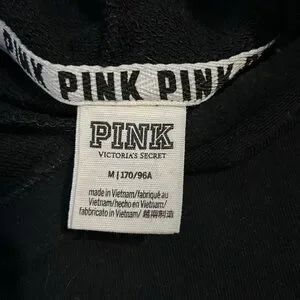 PINK PINK PINK
PINK
VICTORIA'S SECRET
M | 170/96A
made in Vietnam/fabriqué au
Vietnam/hecho en Vietnam/
fabbricato in Vietnam/ 越南制造